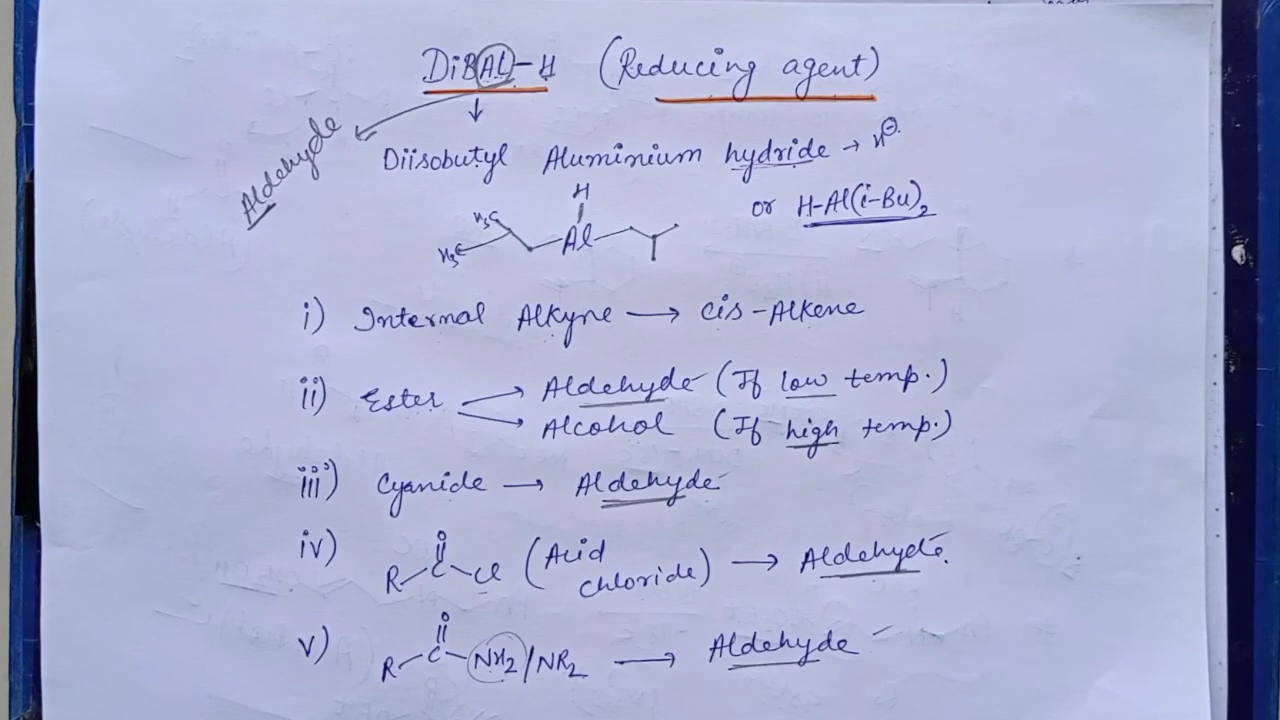 DiBAL-H (Reducing agent)
Aldehyde
Diisobutyl Aluminium hydride → H⊖
or H-Al(i-Bu)₂
H
H₃C
H₃C Al
i) Internal Alkyne → cis-Alkene
ii) Ester → Aldehyde (If low temp.)
→ Alcohol (If high temp.)
iii) Cyanide → Aldehyde
iv) R-C(=O)-Cl (Acid chloride) → Aldehyde
v) R-C(=O)-NH₂/NR₂ → Aldehyde